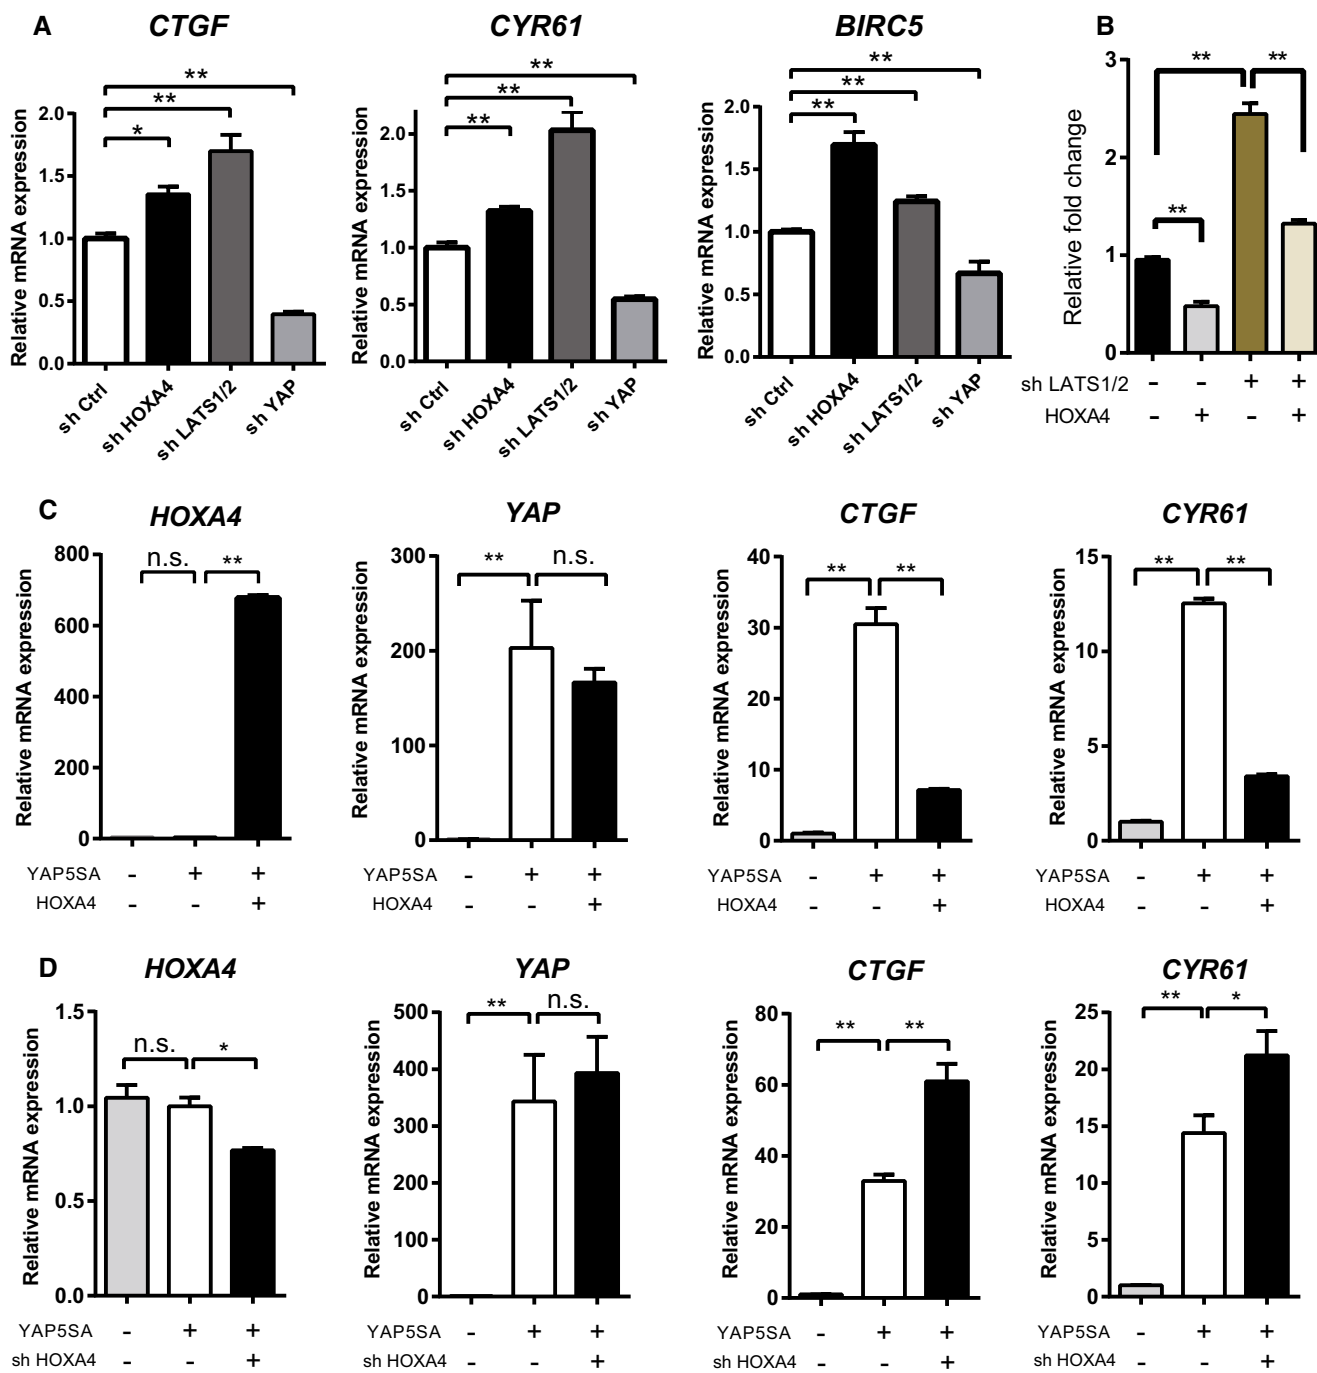 A
CTGF
Relative mRNA expression
2.0
1.5
1.0
0.5
0.0
**
**
*
sh Ctrl
sh HOXA4
sh LATS1/2
sh YAP
CYR61
Relative mRNA expression
2.0
1.5
1.0
0.5
0.0
**
**
**
sh Ctrl
sh HOXA4
sh LATS1/2
sh YAP
BIRC5
Relative mRNA expression
2.0
1.5
1.0
0.5
0.0
**
**
**
sh Ctrl
sh HOXA4
sh LATS1/2
sh YAP
B
Relative fold change
3
2
1
0
** **
**
sh LATS1/2 - - + +
HOXA4 - + - +
C
HOXA4
Relative mRNA expression
800
600
400
200
0
n.s. **
YAP5SA - + +
HOXA4 - - +
YAP
Relative mRNA expression
300
200
100
0
** n.s.
YAP5SA - + +
HOXA4 - - +
CTGF
Relative mRNA expression
40
30
20
10
0
** **
YAP5SA - + +
HOXA4 - - +
CYR61
Relative mRNA expression
15
10
5
0
** **
YAP5SA - + +
HOXA4 - - +
D
HOXA4
Relative mRNA expression
1.5
1.0
0.5
0.0
n.s. *
YAP5SA - + +
sh HOXA4 - - +
YAP
Relative mRNA expression
500
400
300
200
100
0
** n.s.
YAP5SA - + +
sh HOXA4 - - +
CTGF
Relative mRNA expression
80
60
40
20
0
** **
YAP5SA - + +
sh HOXA4 - - +
CYR61
Relative mRNA expression
25
20
15
10
5
0
** *
YAP5SA - + +
sh HOXA4 - - +